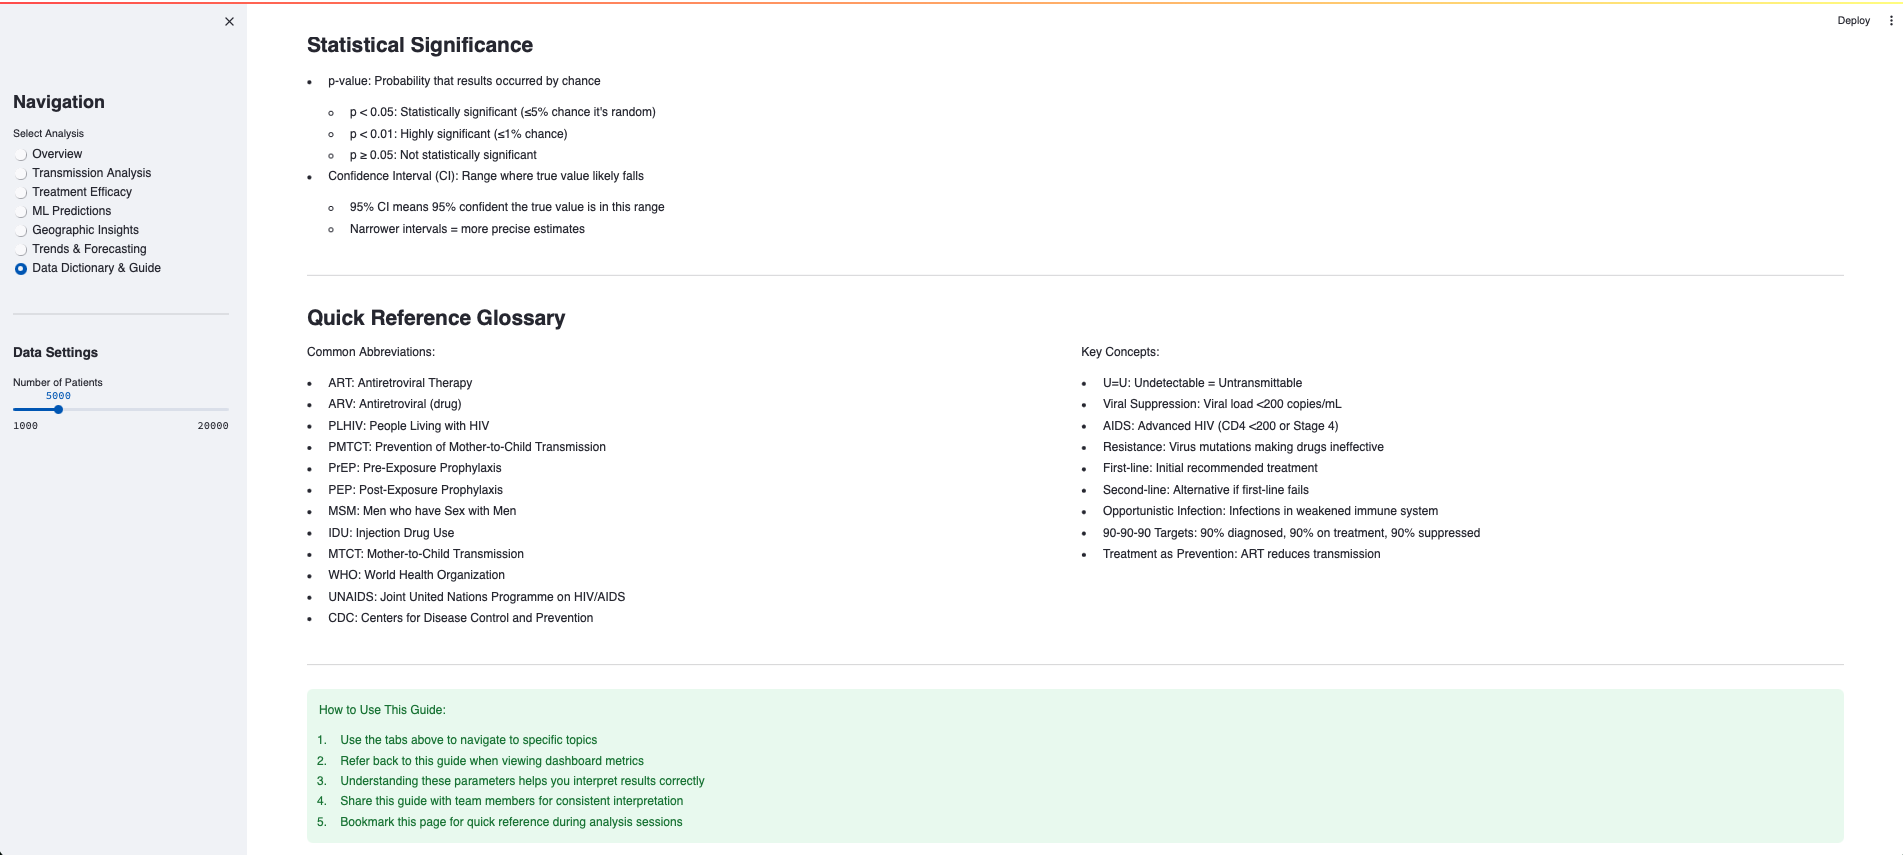 Deploy
Navigation
Select Analysis
Overview
Transmission Analysis
Treatment Efficacy
ML Predictions
Geographic Insights
Trends & Forecasting
Data Dictionary & Guide
Data Settings
Number of Patients
5000
1000 20000
Statistical Significance
• p-value: Probability that results occurred by chance
◦ p < 0.05: Statistically significant (≤5% chance it's random)
◦ p < 0.01: Highly significant (≤1% chance)
◦ p ≥ 0.05: Not statistically significant
• Confidence Interval (CI): Range where true value likely falls
◦ 95% CI means 95% confident the true value is in this range
◦ Narrower intervals = more precise estimates
Quick Reference Glossary
Common Abbreviations:
• ART: Antiretroviral Therapy
• ARV: Antiretroviral (drug)
• PLHIV: People Living with HIV
• PMTCT: Prevention of Mother-to-Child Transmission
• PrEP: Pre-Exposure Prophylaxis
• PEP: Post-Exposure Prophylaxis
• MSM: Men who have Sex with Men
• IDU: Injection Drug Use
• MTCT: Mother-to-Child Transmission
• WHO: World Health Organization
• UNAIDS: Joint United Nations Programme on HIV/AIDS
• CDC: Centers for Disease Control and Prevention
Key Concepts:
• U=U: Undetectable = Untransmittable
• Viral Suppression: Viral load <200 copies/mL
• AIDS: Advanced HIV (CD4 <200 or Stage 4)
• Resistance: Virus mutations making drugs ineffective
• First-line: Initial recommended treatment
• Second-line: Alternative if first-line fails
• Opportunistic Infection: Infections in weakened immune system
• 90-90-90 Targets: 90% diagnosed, 90% on treatment, 90% suppressed
• Treatment as Prevention: ART reduces transmission
How to Use This Guide:
1. Use the tabs above to navigate to specific topics
2. Refer back to this guide when viewing dashboard metrics
3. Understanding these parameters helps you interpret results correctly
4. Share this guide with team members for consistent interpretation
5. Bookmark this page for quick reference during analysis sessions